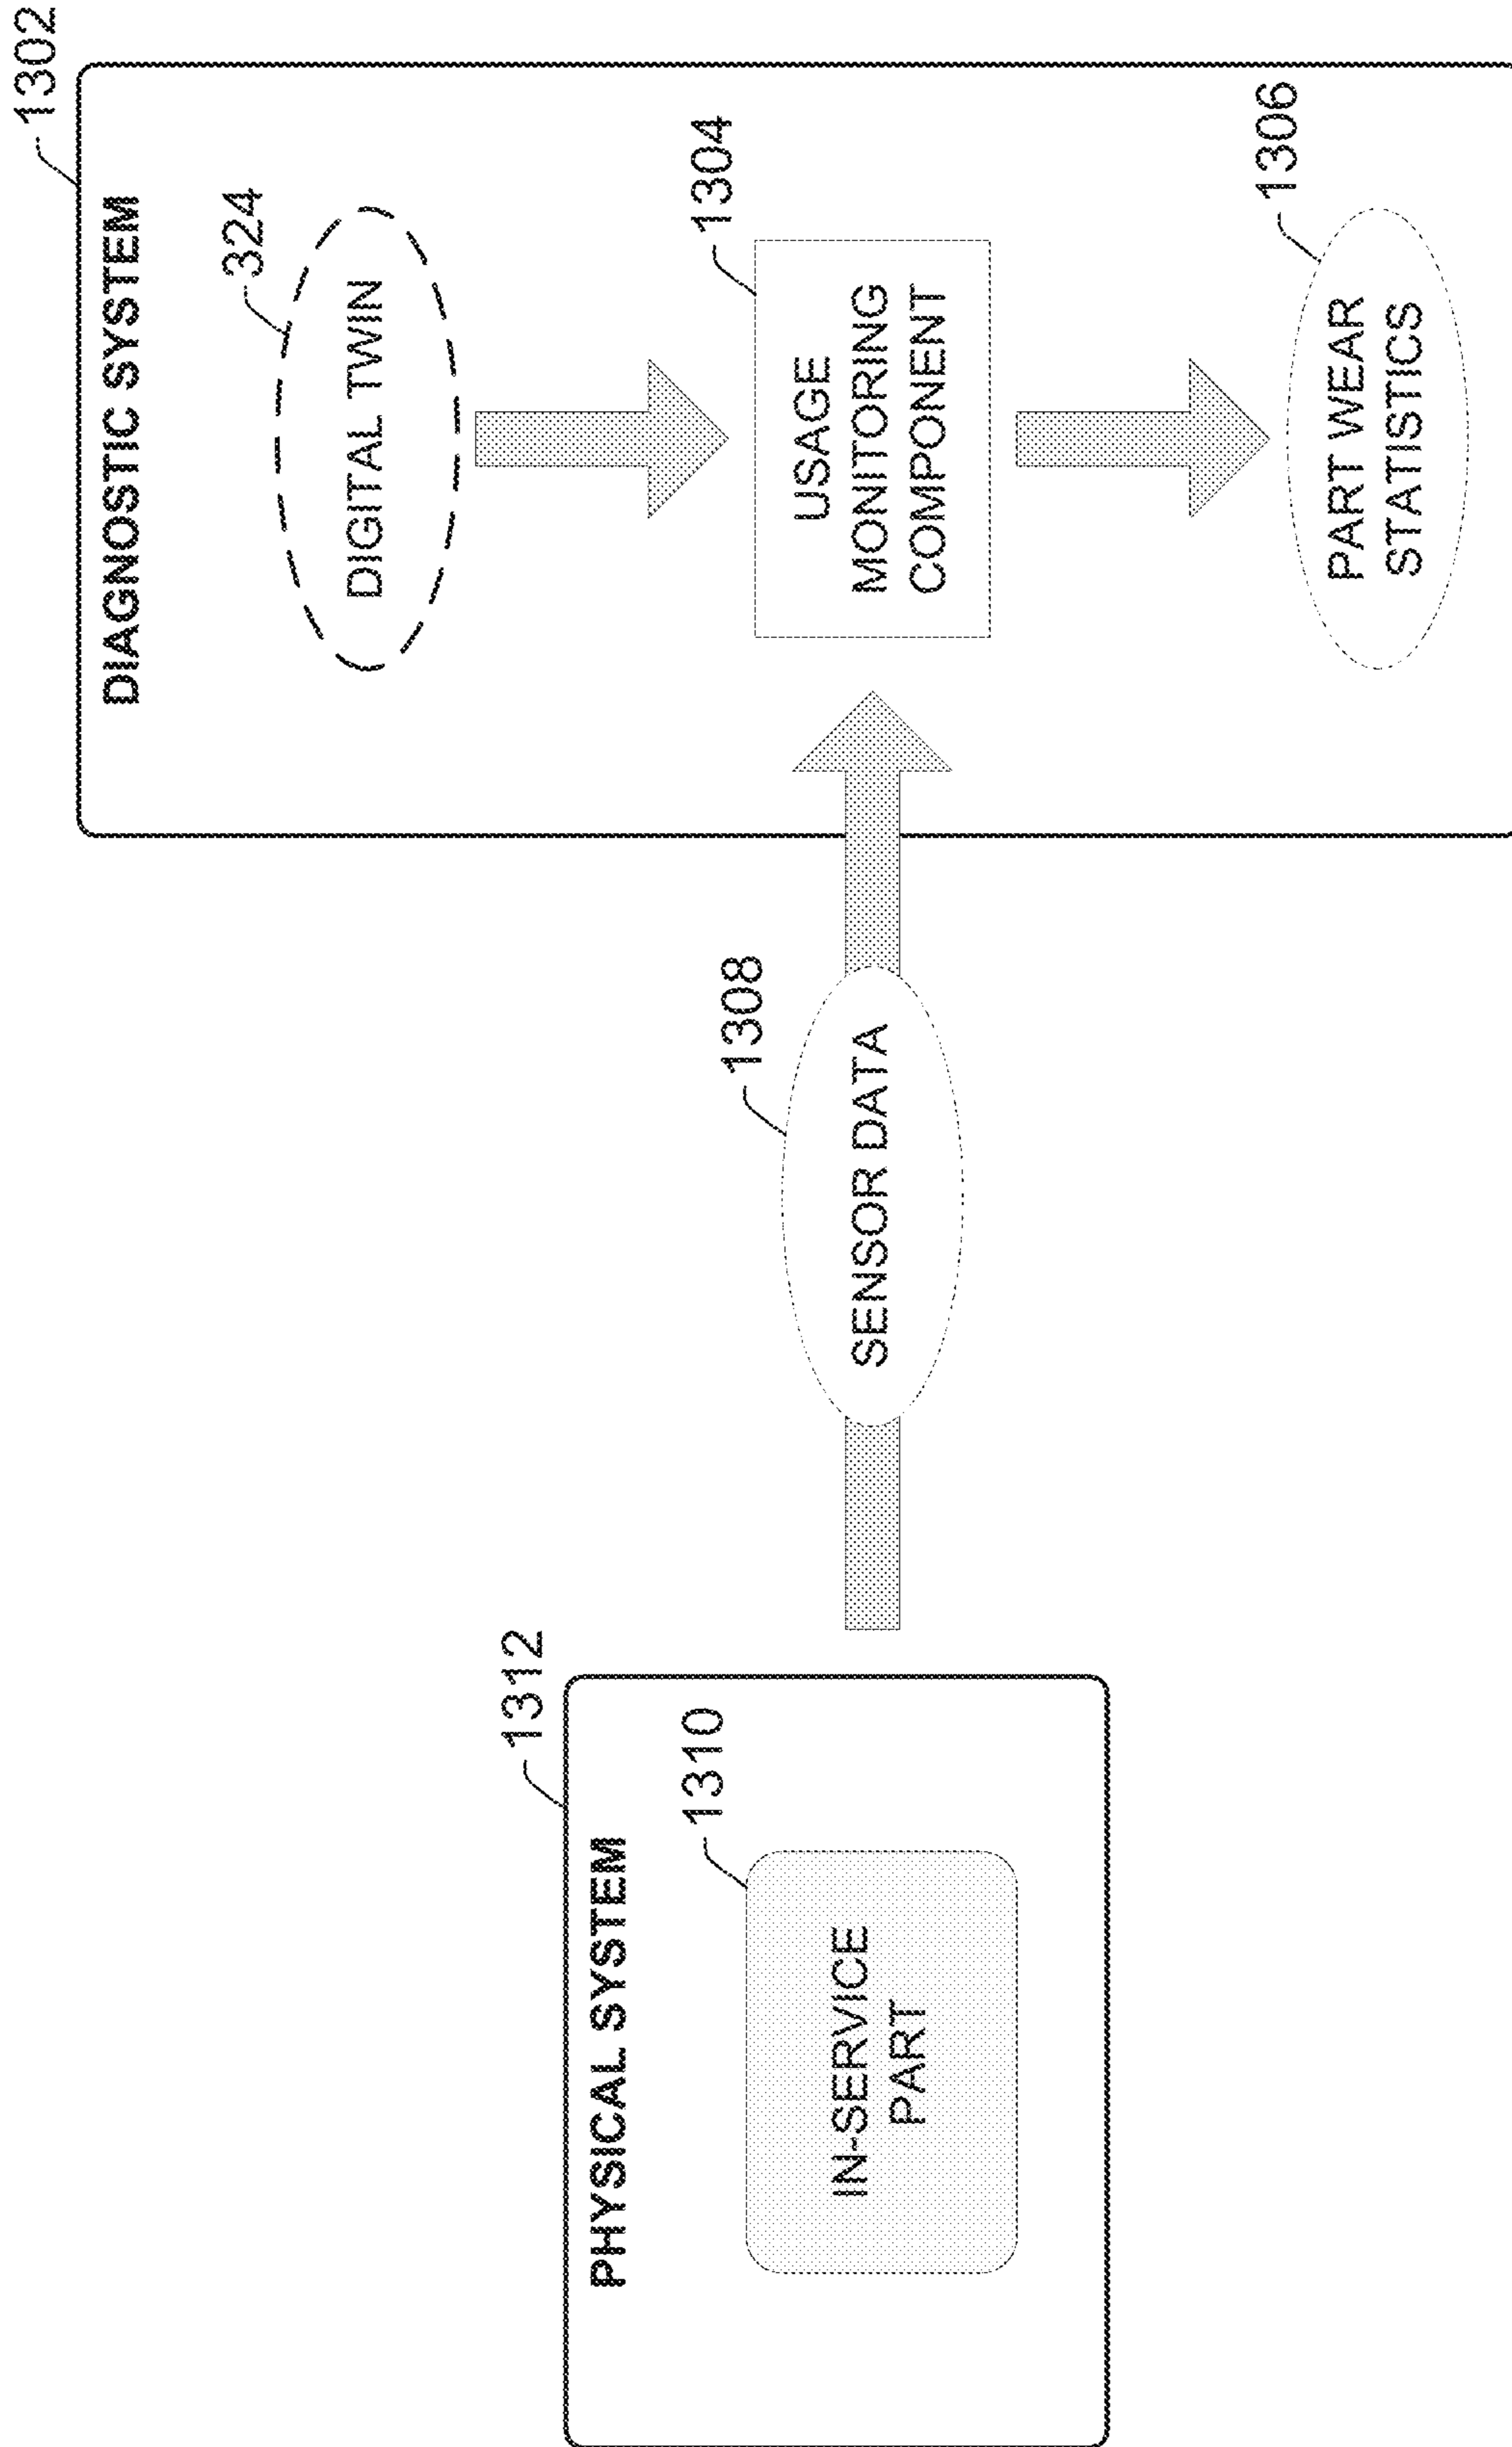 PHYSICAL SYSTEM
1312
1310
IN-SERVICE
PART
1308
SENSOR DATA
DIAGNOSTIC SYSTEM
1302
324
DIGITAL TWIN
1304
USAGE
MONITORING
COMPONENT
1306
PART WEAR
STATISTICS